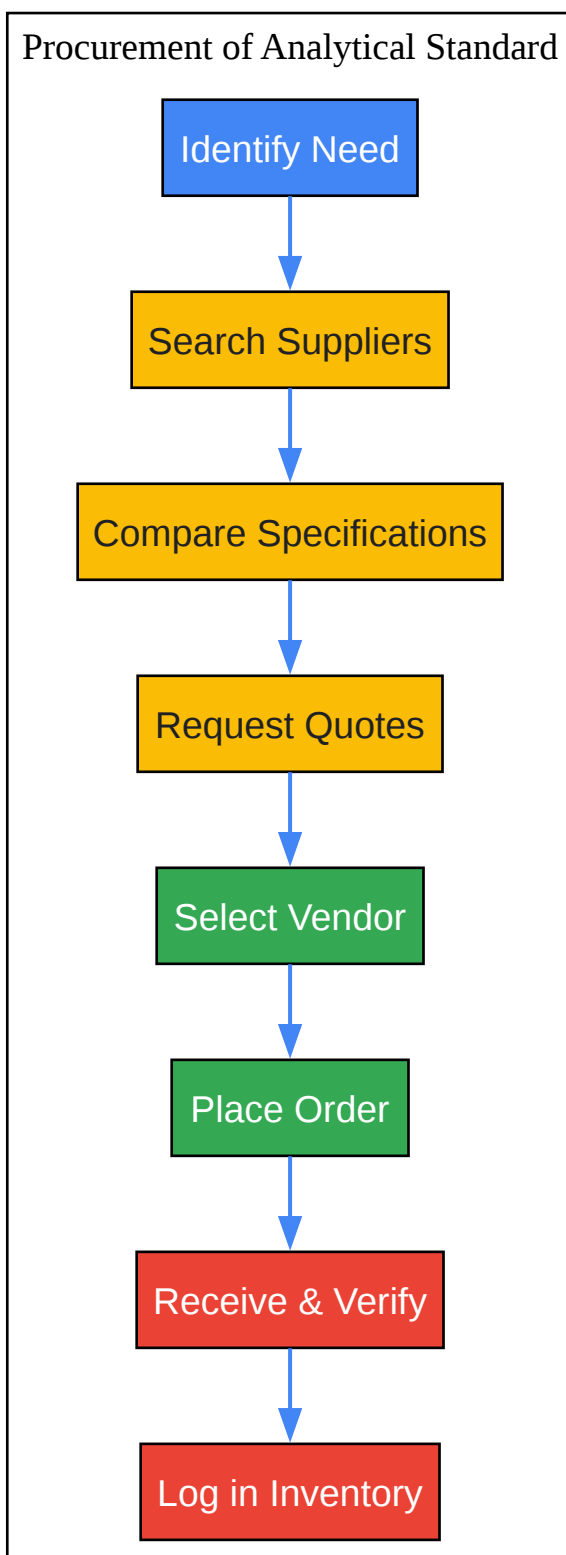 Procurement of Analytical Standard
Identify Need
Search Suppliers
Compare Specifications
Request Quotes
Select Vendor
Place Order
Receive & Verify
Log in Inventory